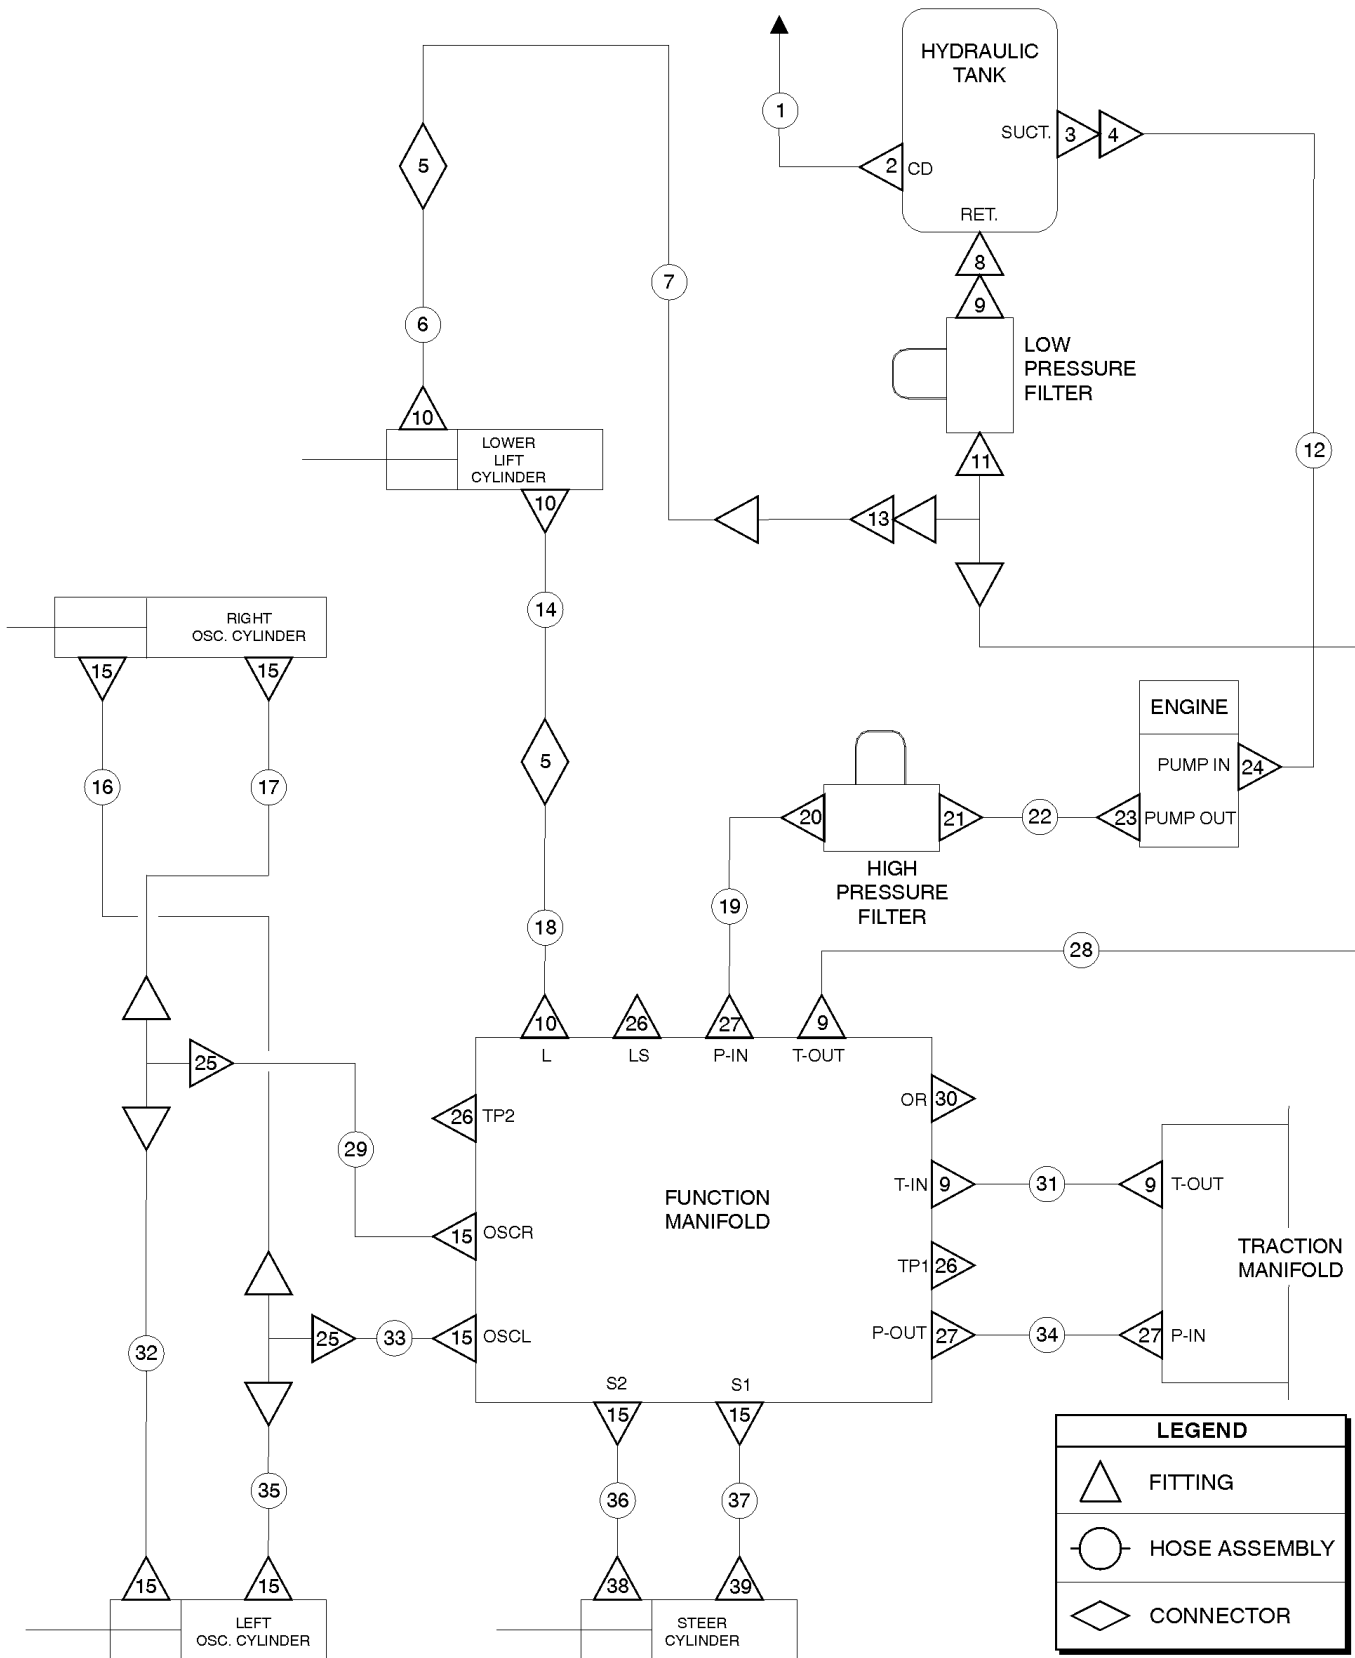 HYDRAULIC
TANK
1
SUCT.
3
4
5
2
CD
RET.
8
7
9
6
LOW
PRESSURE
FILTER
10
LOWER
LIFT
CYLINDER
12
11
10
13
14
RIGHT
OSC. CYLINDER
15
15
ENGINE
5
PUMP IN
24
16
17
20
21
22
23
PUMP OUT
HIGH
PRESSURE
FILTER
19
18
28
10
26
27
9
L
LS
P-IN
T-OUT
25
OR
30
26
TP2
29
T-IN
9
31
9
T-OUT
FUNCTION
MANIFOLD
15
OSCR
TRACTION
MANIFOLD
TP1
26
32
25
33
15
OSCL
P-OUT
27
34
27
P-IN
S2
S1
15
15
LEGEND
FITTING
35
36
37
HOSE ASSEMBLY
15
15
38
39
CONNECTOR
LEFT
OSC. CYLINDER
STEER
CYLINDER